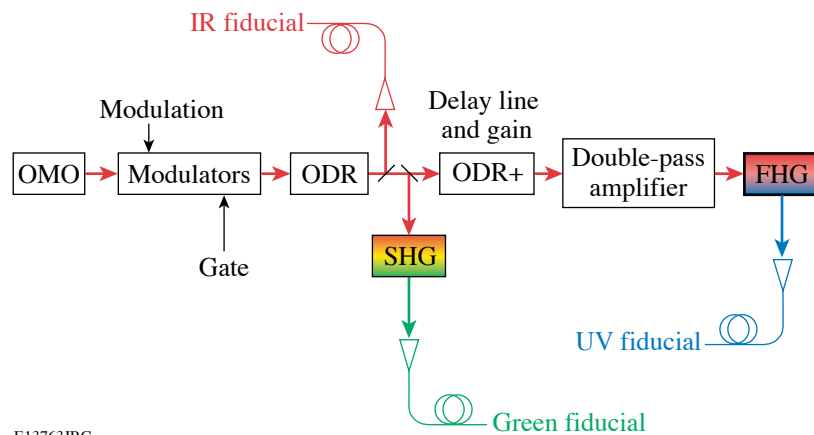 IR fiducial
Modulation
Delay line
and gain
OMO
Modulators
ODR
ODR+
Double-pass
amplifier
FHG
Gate
SHG
UV fiducial
Green fiducial